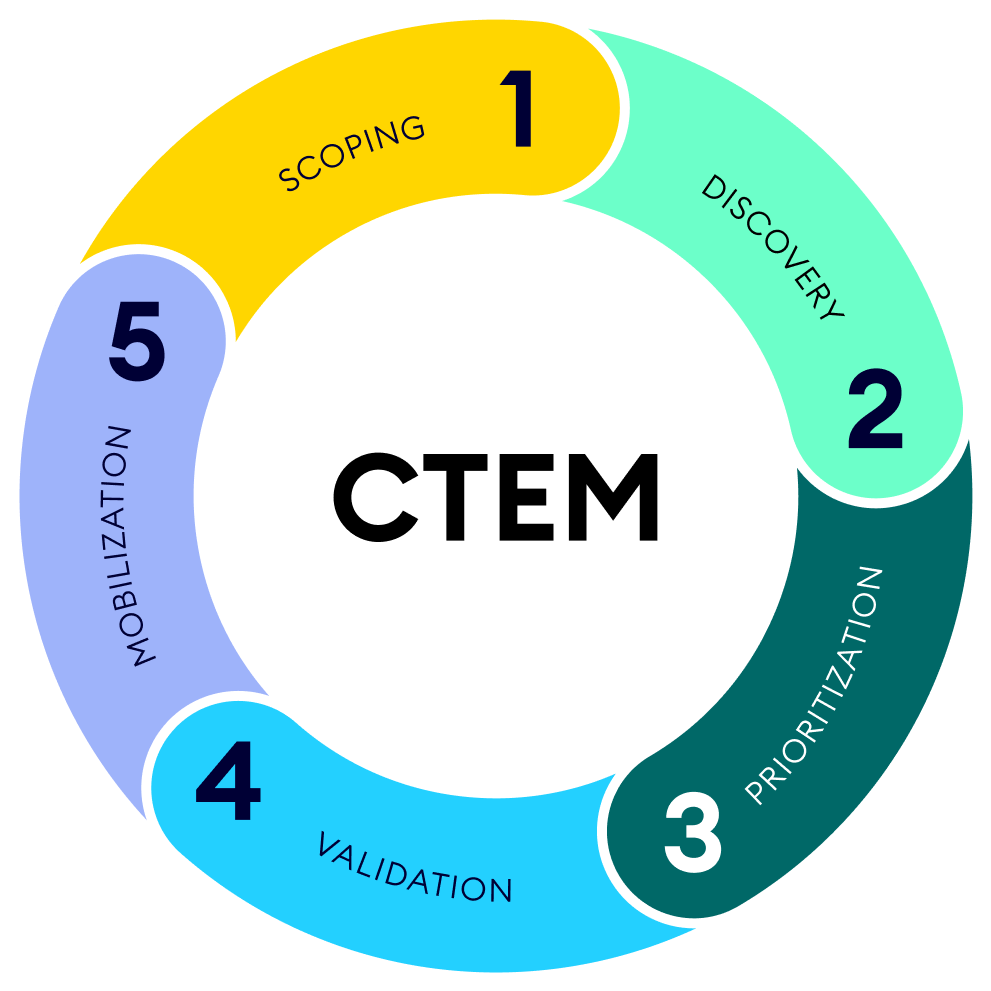 1
SCOPING
DISCOVERY
2
PRIORITIZATION
3
4
VALIDATION
5
MOBILIZATION
CTEM